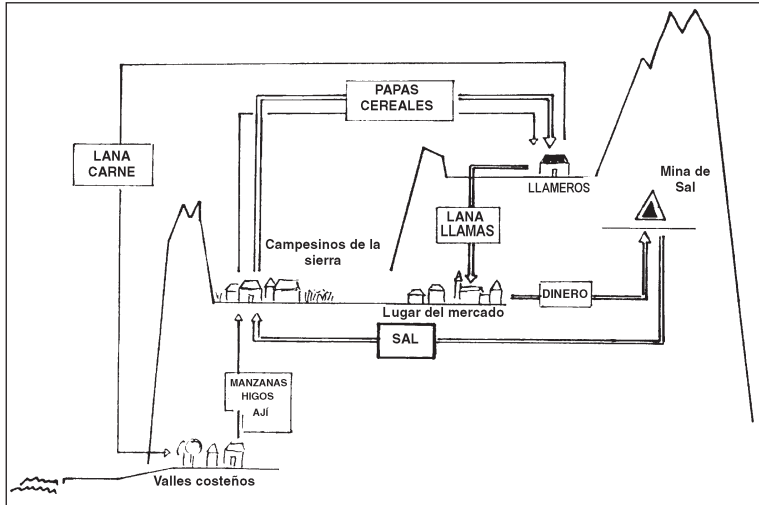 PAPAS
CEREALES
LANA
CARNE
Mina de
Sal
LLAMEROS
LANA
LLAMAS
Campesinos de la
sierra
DINERO
Lugar del mercado
SAL
MANZANAS
HIGOS
AJÍ
Valles costeños